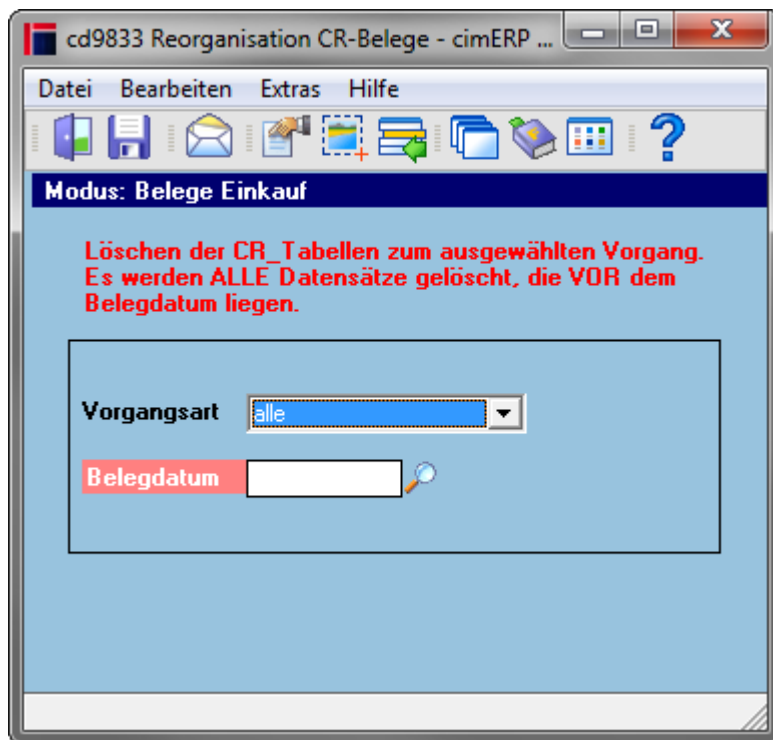 cd9833 Reorganisation CR-Belege - cimERP ...
Datei Bearbeiten Extras Hilfe
Modus: Belege Einkauf
Löschen der CR_Tabellen zum ausgewählten Vorgang.
Es werden ALLE Datensätze gelöscht, die VOR dem
Belegdatum liegen.
Vorgangsart alle
Belegdatum